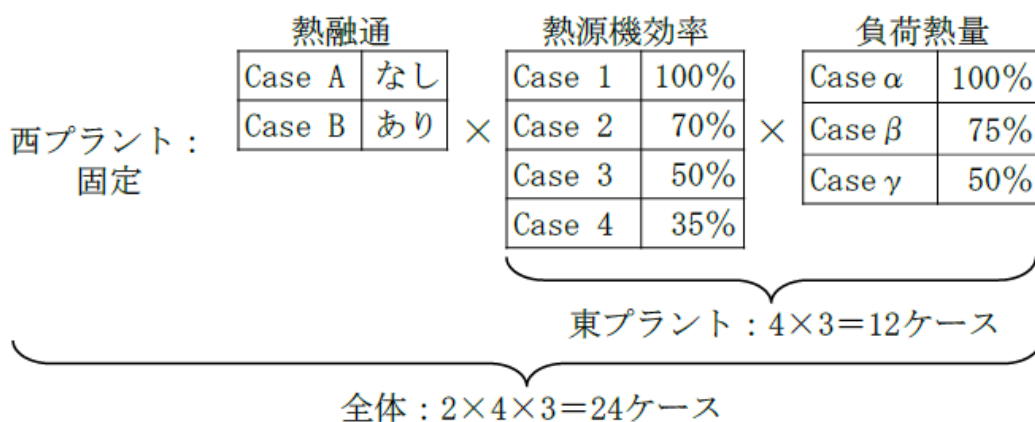 熱融通
Case A なし
Case B あり
西プラント：
固定
×
熱源機効率
Case 1 100%
Case 2 70%
Case 3 50%
Case 4 35%
×
負荷熱量
Case α 100%
Case β 75%
Case γ 50%
東プラント：4×3＝12ケース
全体：2×4×3＝24ケース